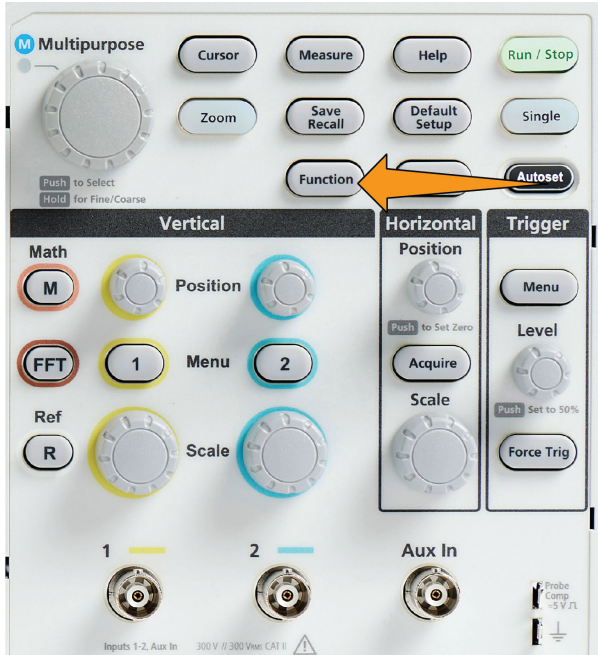 M Multipurpose
Cursor
Measure
Help
Run / Stop
Zoom
Save
Recall
Default
Setup
Single
Function
Autoset
Push to Select
Hold for Fine/Coarse
Vertical
Horizontal
Trigger
Math
M
Position
Position
Push to Set Zero
Menu
Level
FFT
1
Menu
2
Acquire
Push Set to 50%
Ref
R
Scale
Scale
Force Trig
1
2
Aux In
Probe
Comp
≈5 V
Inputs 1-2, Aux In
300 V // 300 VRMS CAT II